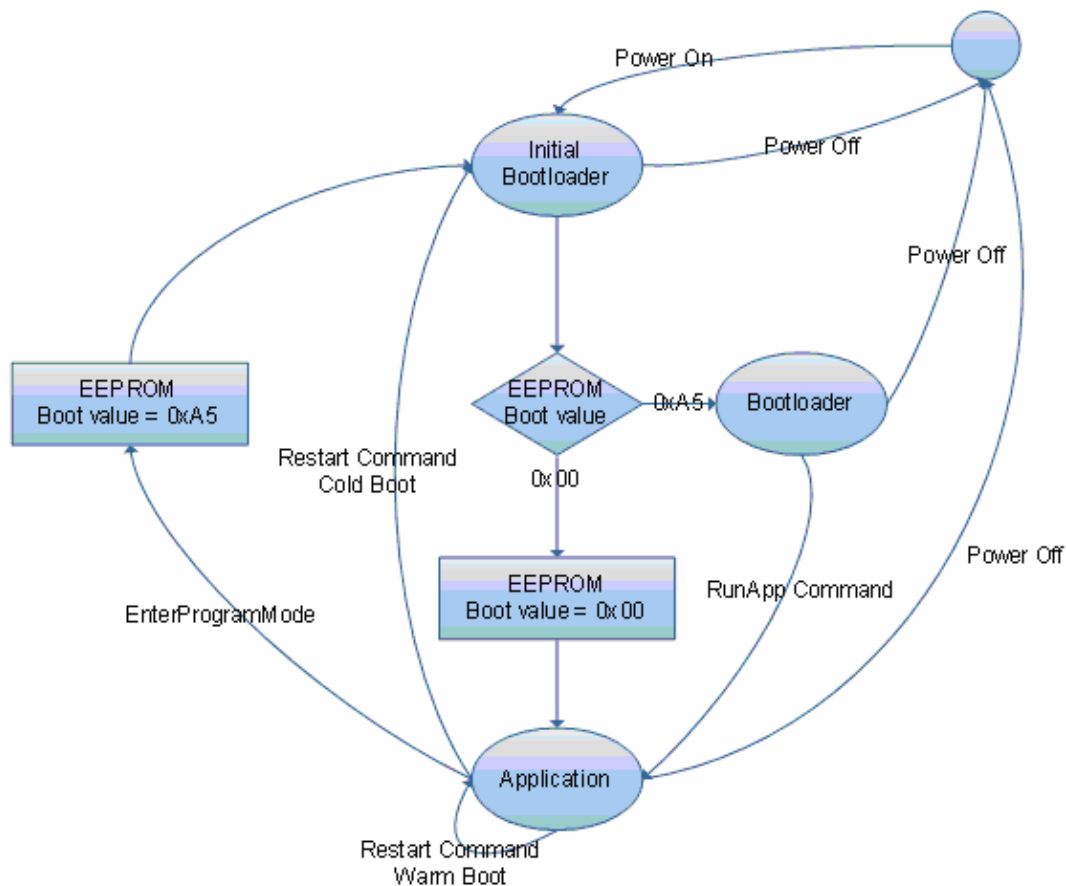 Power On
Initial
Bootloader
Power Off
Power Off
EEPROM
Boot value = 0xA5
EEPROM
Boot value
0xA5
Bootloader
Restart Command
Cold Boot
0x00
Power Off
EEPROM
Boot value = 0x00
RunApp Command
EnterProgramMode
Application
Restart Command
Warm Boot